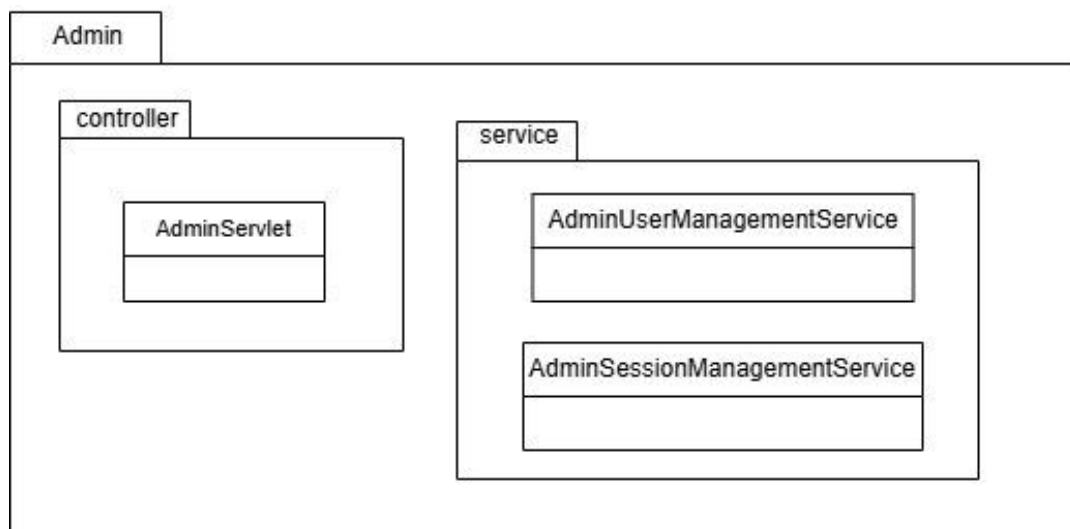 Admin
controller
AdminServlet
service
AdminUserManagementService
AdminSessionManagementService